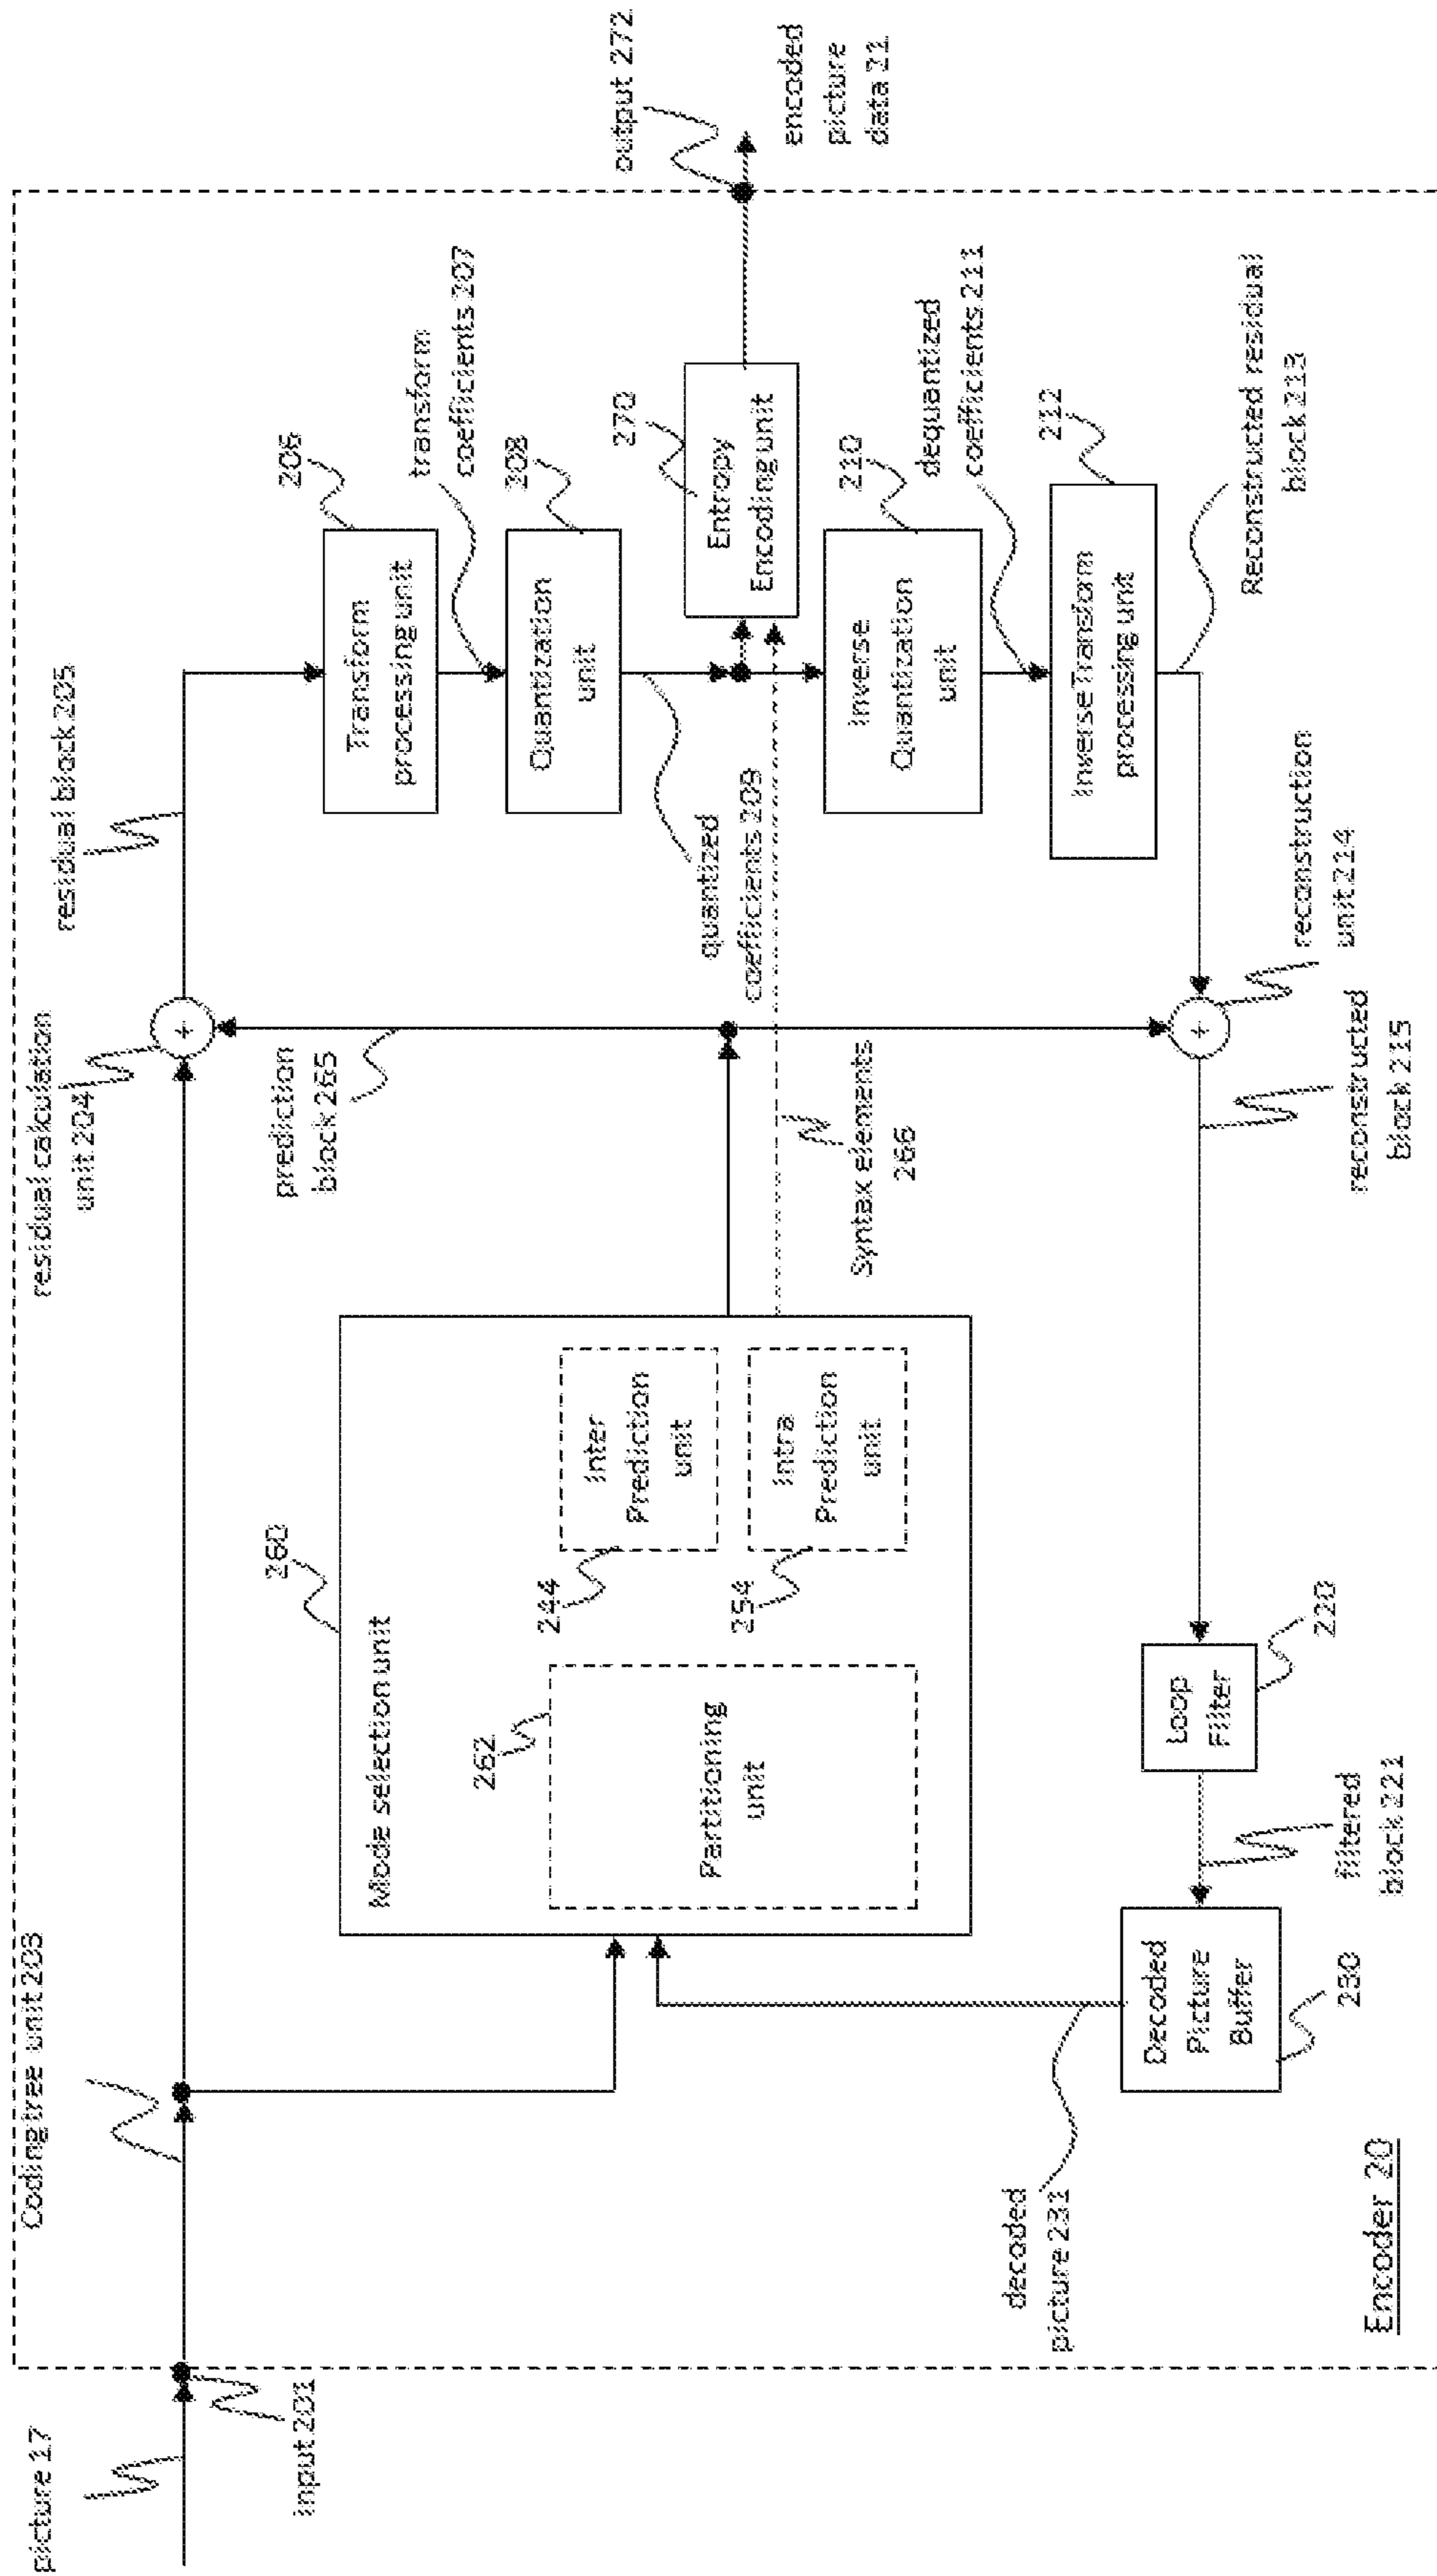 picture 17
input 201
Coding tree unit 203
residual calculation
unit 204
residual block 205
prediction
block 265
Mode selection unit
260
262
Partitioning
unit
244
Inter
Prediction
unit
254
Intra
Prediction
unit
Syntax elements
266
206
Transform
processing unit
transform
coefficients 207
208
Quantization
unit
quantized
coefficients 209
270
Entropy
Encoding unit
output 272
encoded
picture
data 21
210
Inverse
Quantization
unit
dequantized
coefficients 211
212
Inverse Transform
processing unit
Reconstructed residual
block 213
reconstruction
unit 214
reconstructed
block 215
220
Loop
Filter
filtered
block 221
Decoded
Picture
Buffer
230
decoded
picture 231
Encoder 20